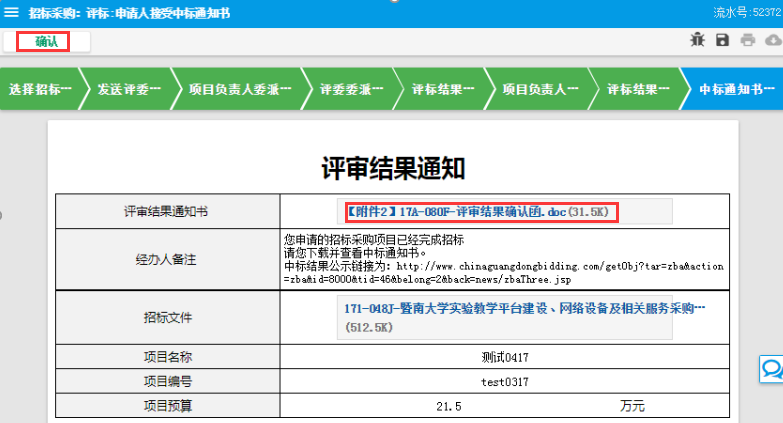 招标采购: 评标:申请人接受中标通知书
流水号:52372
确认
选择招标…
发送评委…
项目负责人委派…
评委委派…
评标结果…
项目负责人…
评标结果…
中标通知书…
评审结果通知
评审结果通知书
【附件2】17A-080F-评审结果确认函.doc(31.5K)
经办人备注
您申请的招标采购项目已经完成招标
请您下载并查看中标通知书。
中标结果公示链接为: http://www.chinaguangdongbidding.com/getObj?tar=zba&action
=zba&id=8000&tid=46&belong=2&back=news/zbaThree.jsp
招标文件
171-048J-暨南大学实验教学平台建设、网络设备及相关服务采购…
(512.5K)
项目名称
测试0417
项目编号
test0317
项目预算
21.5
万元